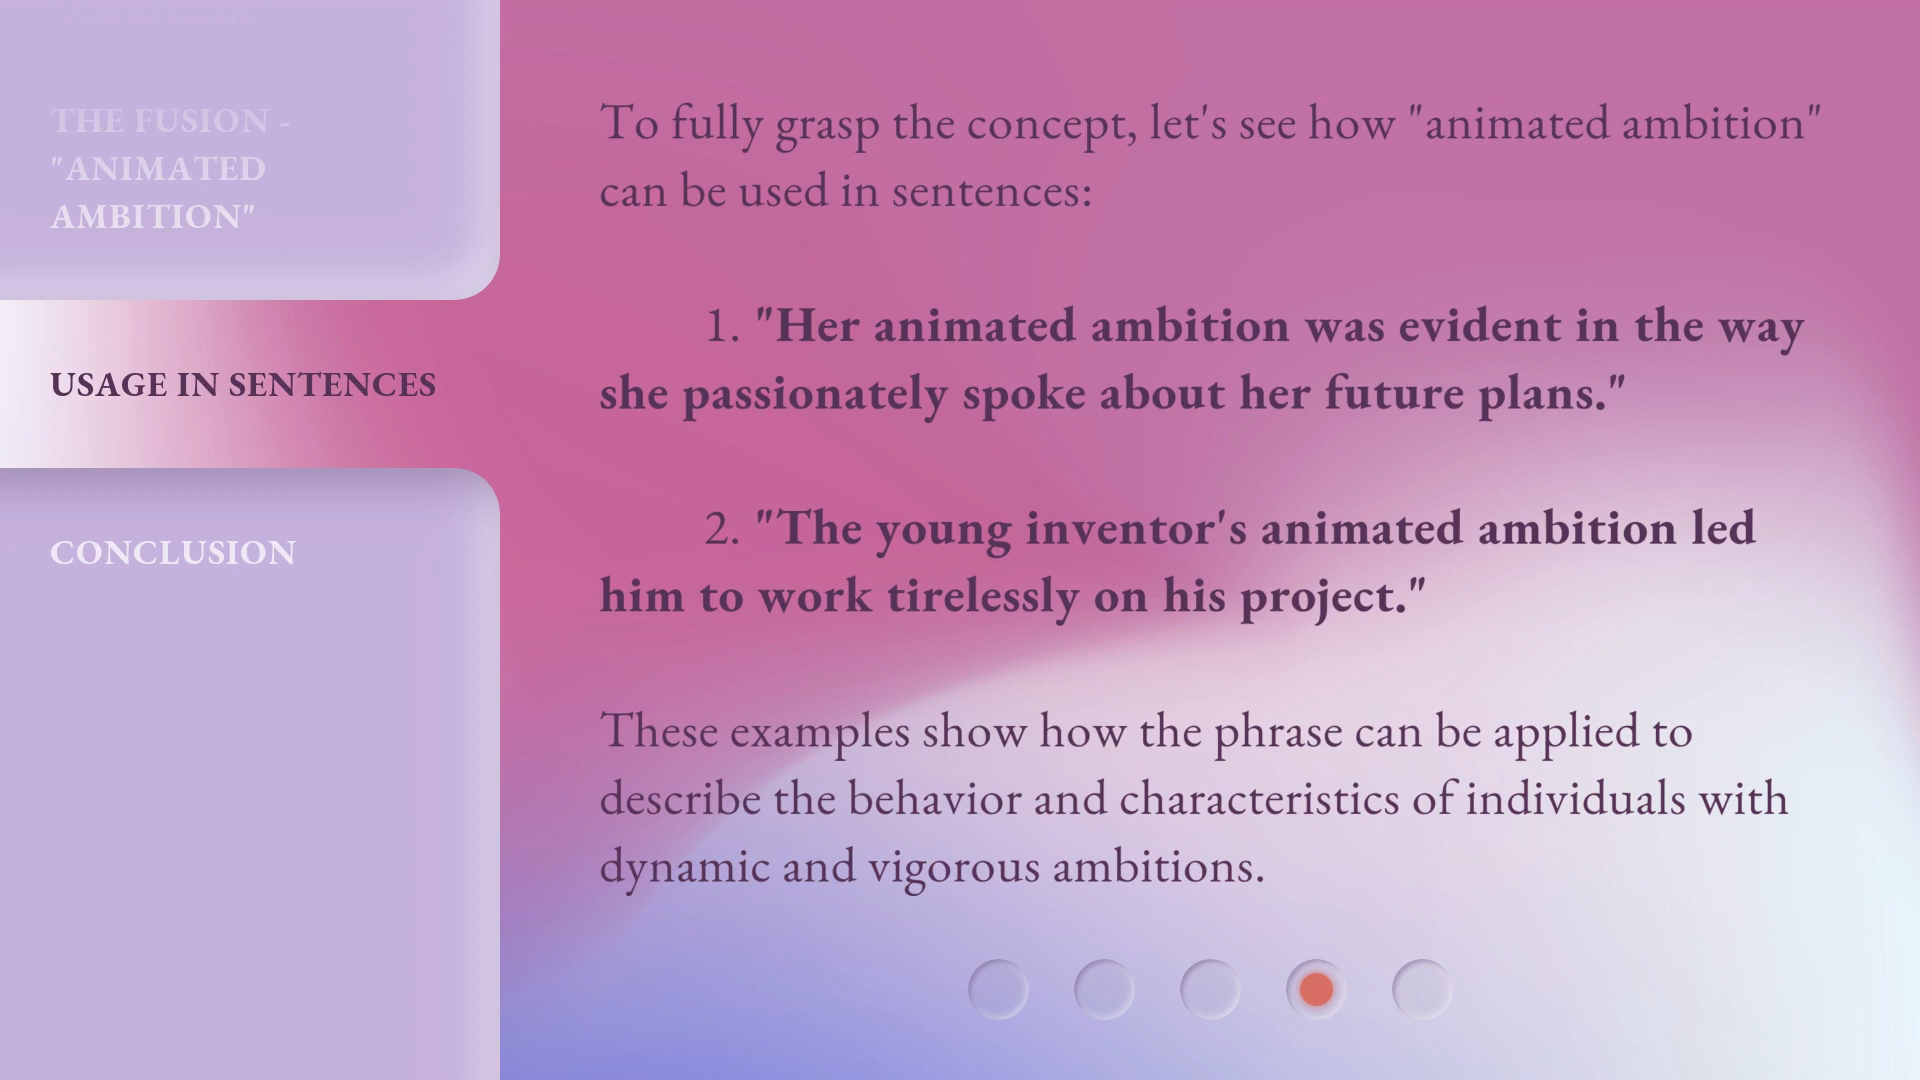 THE FUSION -
"ANIMATED
AMBITION"
USAGE IN SENTENCES
CONCLUSION
To fully grasp the concept, let's see how "animated ambition"
can be used in sentences:
1. "Her animated ambition was evident in the way
she passionately spoke about her future plans."
2. "The young inventor's animated ambition led
him to work tirelessly on his project."
These examples show how the phrase can be applied to
describe the behavior and characteristics of individuals with
dynamic and vigorous ambitions.